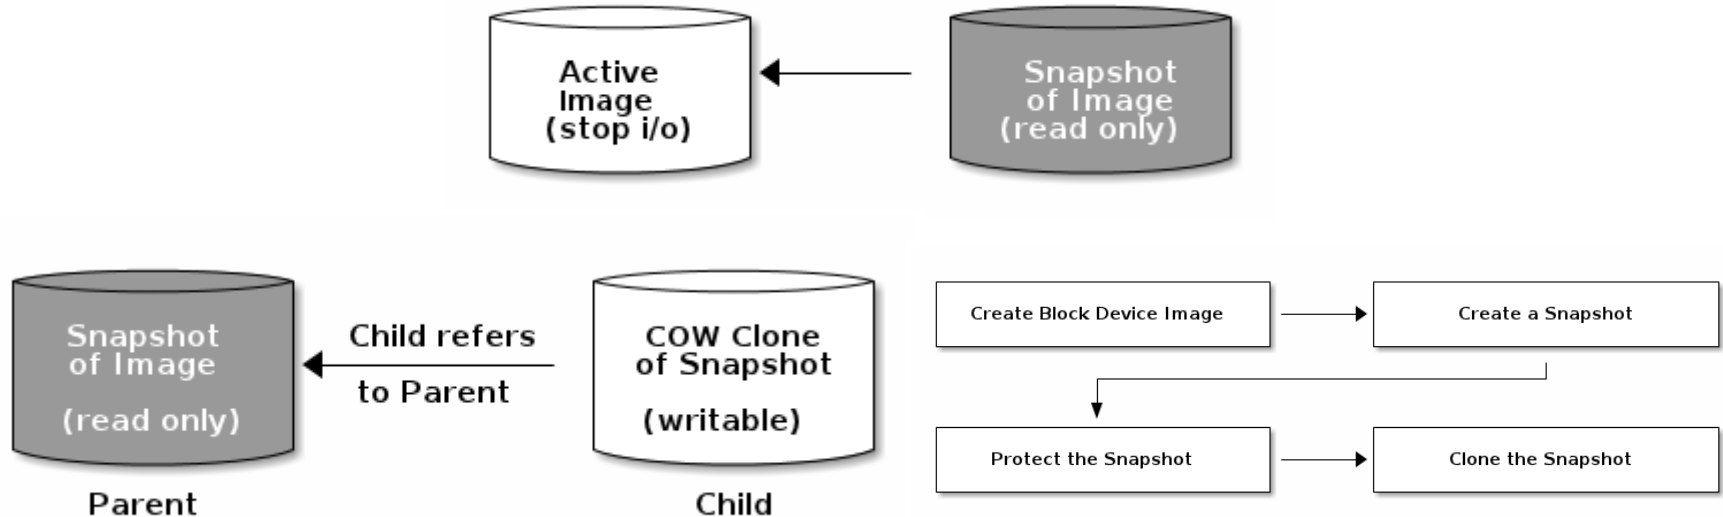 Active
Image
(stop i/o)
Snapshot
of Image
(read only)
Snapshot
of Image
(read only)
Parent
Child refers
to Parent
COW Clone
of Snapshot
(writable)
Child
Create Block Device Image
Create a Snapshot
Protect the Snapshot
Clone the Snapshot